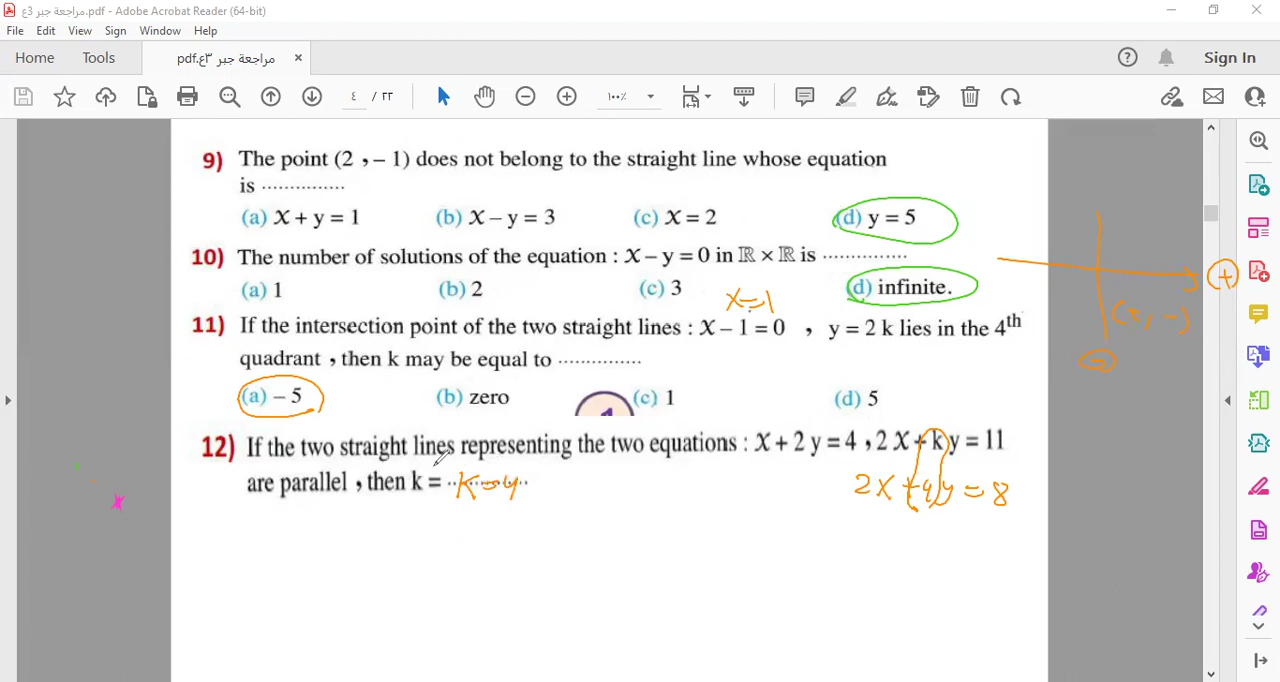 مراجعة جبر 3ع.pdf - Adobe Acrobat Reader (64-bit)
File Edit View Sign Window Help
Home Tools مراجعة جبر ٣ع.pdf × Sign In
٤ / ٢٣ ١٠٠٪
9) The point (2 , – 1) does not belong to the straight line whose equation
is ...............
(a) X + y = 1 (b) X – y = 3 (c) X = 2 (d) y = 5
10) The number of solutions of the equation : X – y = 0 in ℝ × ℝ is ...............
(a) 1 (b) 2 (c) 3 (d) infinite.
x=1
11) If the intersection point of the two straight lines : X – 1 = 0 , y = 2 k lies in the 4th
quadrant , then k may be equal to ...............
(a) – 5 (b) zero (c) 1 (d) 5
12) If the two straight lines representing the two equations : X + 2 y = 4 , 2 X + k y = 11
are parallel , then k = K=4
2X +4y = 8